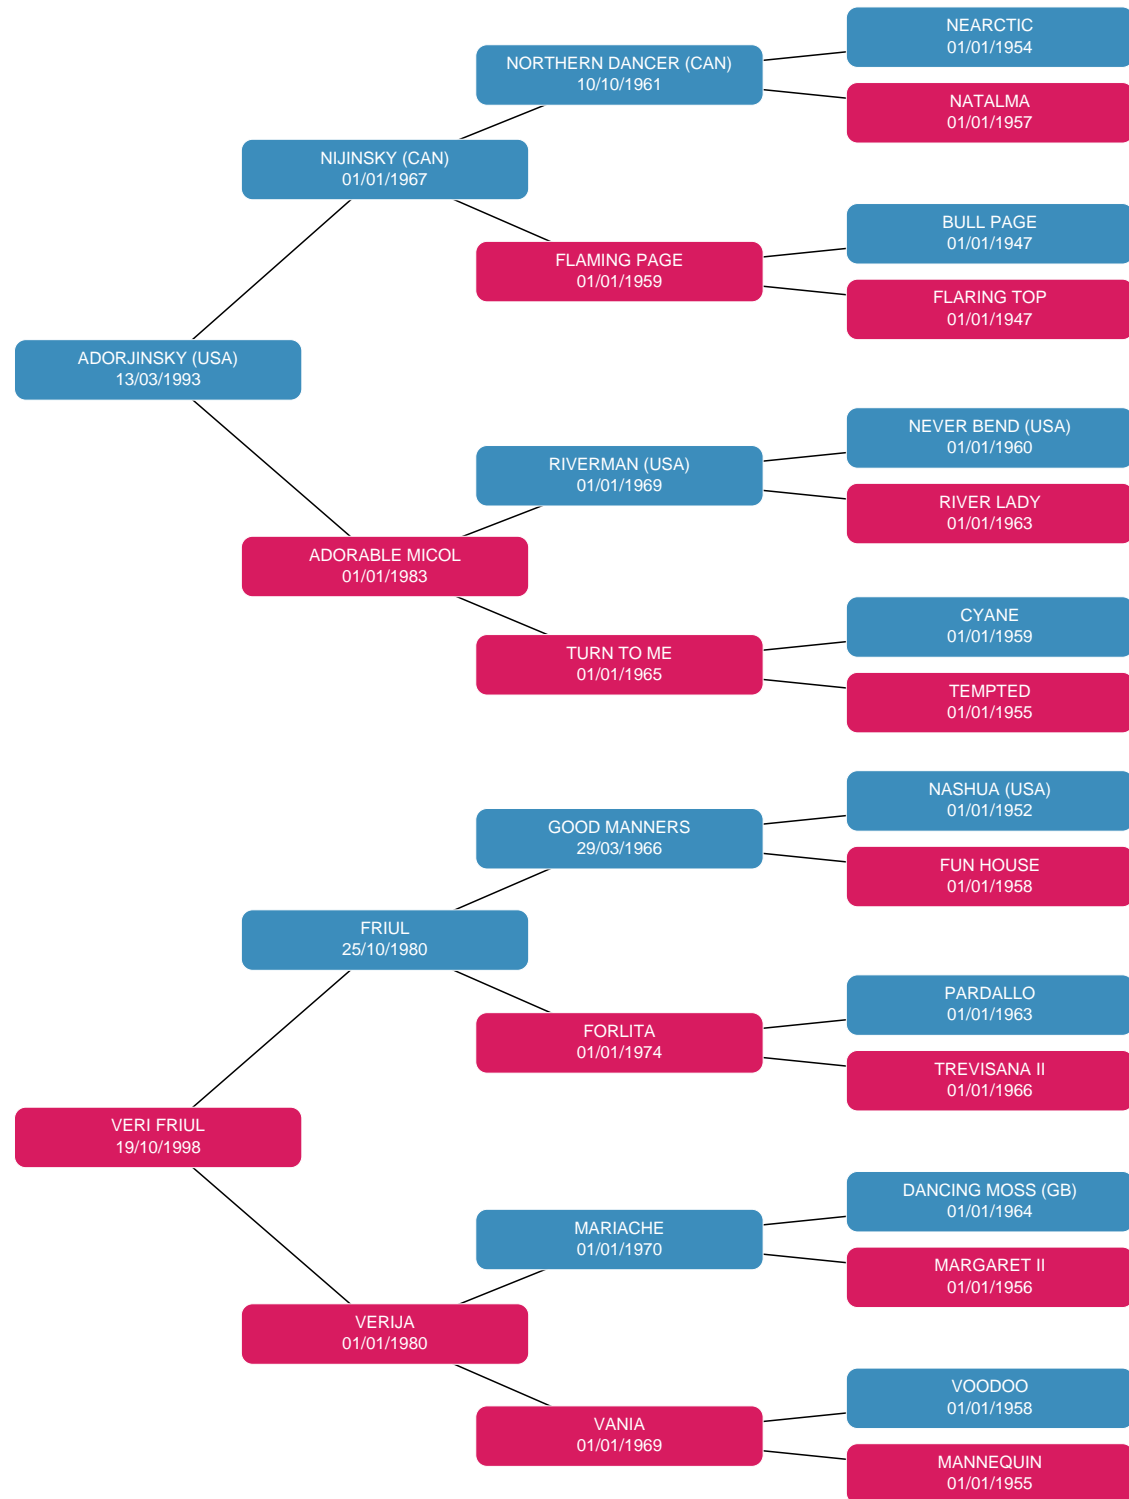 NEARCTIC
01/01/1954
NORTHERN DANCER (CAN)
10/10/1961
NATALMA
01/01/1957
NIJINSKY (CAN)
01/01/1967
BULL PAGE
01/01/1947
FLAMING PAGE
01/01/1959
FLARING TOP
01/01/1947
ADORJINSKY (USA)
13/03/1993
NEVER BEND (USA)
01/01/1960
RIVERMAN (USA)
01/01/1969
RIVER LADY
01/01/1963
ADORABLE MICOL
01/01/1983
CYANE
01/01/1959
TURN TO ME
01/01/1965
TEMPTED
01/01/1955
NASHUA (USA)
01/01/1952
GOOD MANNERS
29/03/1966
FUN HOUSE
01/01/1958
FRIUL
25/10/1980
PARDALLO
01/01/1963
FORLITA
01/01/1974
TREVISANA II
01/01/1966
VERI FRIUL
19/10/1998
DANCING MOSS (GB)
01/01/1964
MARIACHE
01/01/1970
MARGARET II
01/01/1956
VERIJA
01/01/1980
VOODOO
01/01/1958
VANIA
01/01/1969
MANNEQUIN
01/01/1955